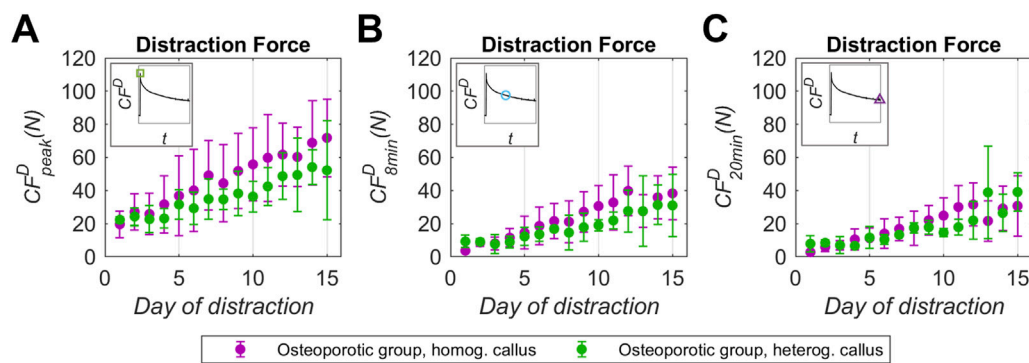 A B C
Distraction Force Distraction Force Distraction Force
CF^D_peak(N)
120
100
80
60
40
20
0
CF^D
t
0 5 10 15
Day of distraction
CF^D_8min(N)
120
100
80
60
40
20
0
CF^D
t
0 5 10 15
Day of distraction
CF^D_20min(N)
120
100
80
60
40
20
0
CF^D
t
0 5 10 15
Day of distraction
Osteoporotic group, homog. callus Osteoporotic group, heterog. callus